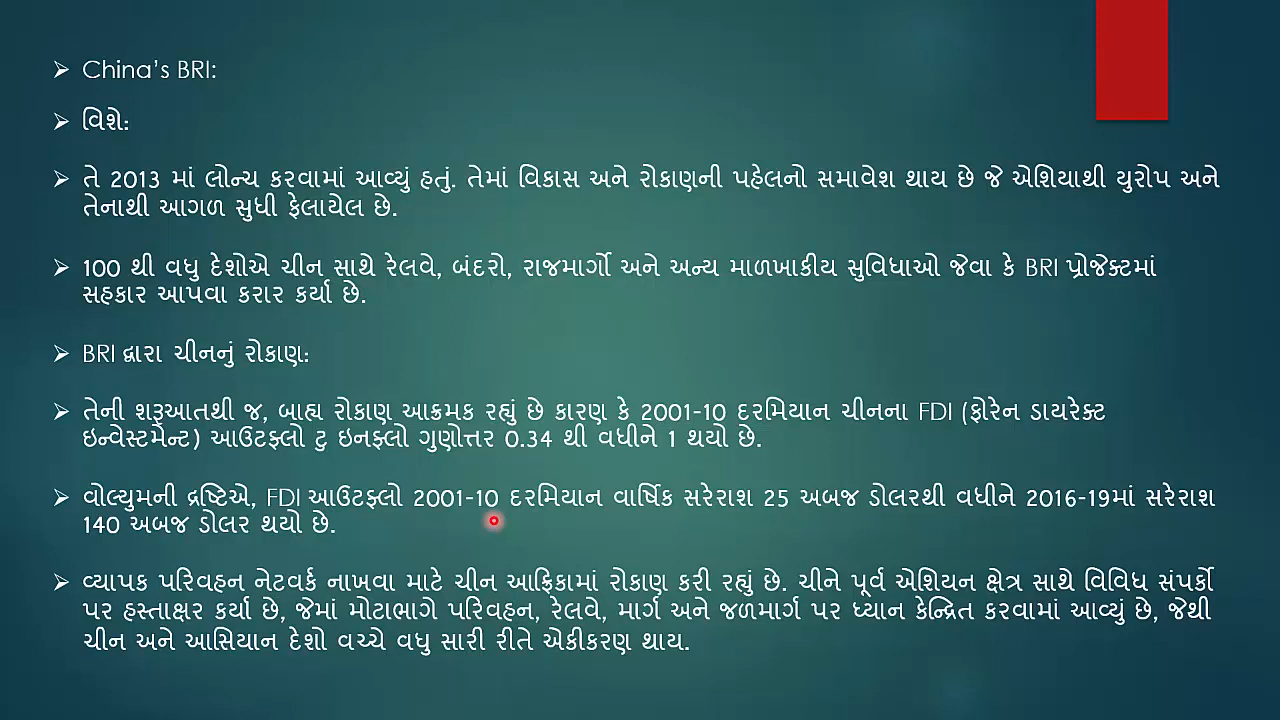 China’s BRI:
વિશે:
તે 2013 માં લોન્ચ કરવામાં આવ્યું હતું. તેમાં વિકાસ અને રોકાણની પહેલનો સમાવેશ થાય છે જે એશિયાથી યુરોપ અને
તેનાથી આગળ સુધી ફેલાયેલ છે.
100 થી વધુ દેશોએ ચીન સાથે રેલવે, બંદરો, રાજમાર્ગો અને અન્ય માળખાકીય સુવિધાઓ જેવા કે BRI પ્રોજેક્ટમાં
સહકાર આપવા કરાર કર્યા છે.
BRI દ્વારા ચીનનું રોકાણ:
તેની શરૂઆતથી જ, બાહ્ય રોકાણ આક્રમક રહ્યું છે કારણ કે 2001-10 દરમિયાન ચીનના FDI (ફોરેન ડાયરેક્ટ
ઇન્વેસ્ટમેન્ટ) આઉટફ્લો ટુ ઇનફ્લો ગુણોત્તર 0.34 થી વધીને 1 થયો છે.
વોલ્યુમની દ્રષ્ટિએ, FDI આઉટફ્લો 2001-10 દરમિયાન વાર્ષિક સરેરાશ 25 અબજ ડોલરથી વધીને 2016-19માં સરેરાશ
140 અબજ ડોલર થયો છે.
વ્યાપક પરિવહન નેટવર્ક નાખવા માટે ચીન આફ્રિકામાં રોકાણ કરી રહ્યું છે. ચીને પૂર્વ એશિયન ક્ષેત્ર સાથે વિવિધ સંપર્કો
પર હસ્તાક્ષર કર્યા છે, જેમાં મોટાભાગે પરિવહન, રેલવે, માર્ગ અને જળમાર્ગ પર ધ્યાન કેન્દ્રિત કરવામાં આવ્યું છે, જેથી
ચીન અને આસિયાન દેશો વચ્ચે વધુ સારી રીતે એકીકરણ થાય.